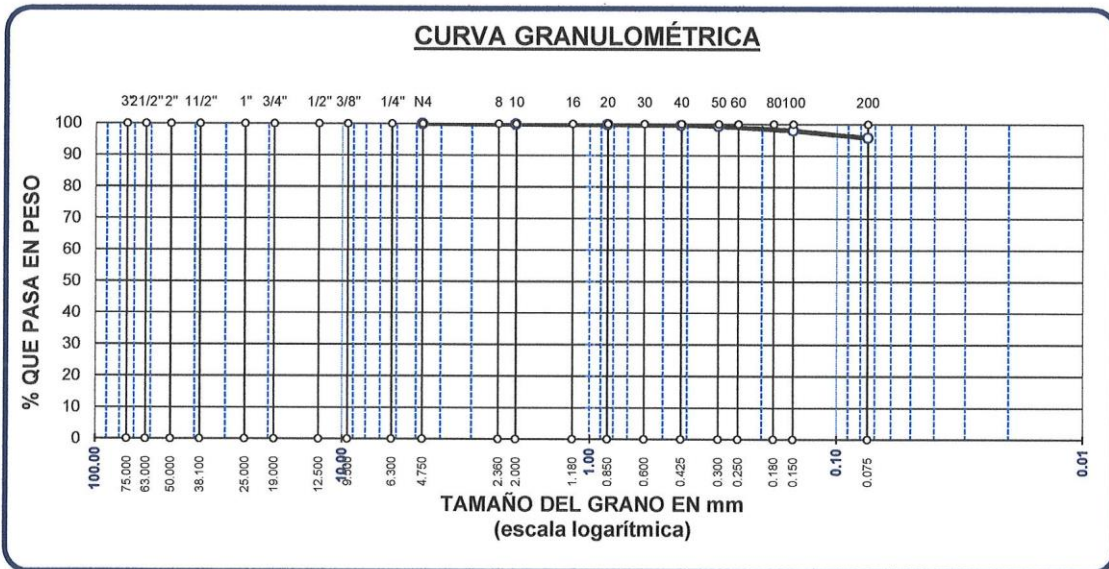 CURVA GRANULOMÉTRICA
3" 21/2" 2" 11/2" 1" 3/4" 1/2" 3/8" 1/4" N4 8 10 16 20 30 40 50 60 80 100 200
% QUE PASA EN PESO
100
90
80
70
60
50
40
30
20
10
0
100.00 75.000 63.000 50.000 38.100 25.000 19.000 12.500 10.00 9.500 6.300 4.750 2.360 2.000 1.180 1.00 0.850 0.600 0.425 0.300 0.250 0.180 0.150 0.10 0.075 0.01
TAMAÑO DEL GRANO EN mm
(escala logarítmica)